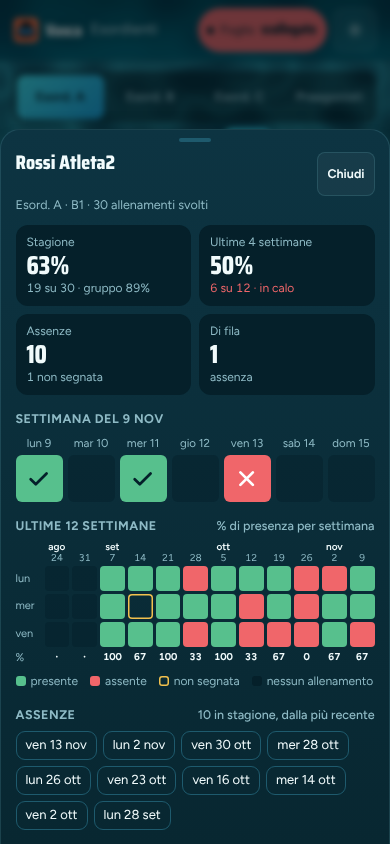 Rossi Atleta2
Chiudi
Esord. A · B1 · 30 allenamenti svolti
Stagione
63%
19 su 30 · gruppo 89%
Ultime 4 settimane
50%
6 su 12 · in calo
Assenze
10
1 non segnata
Di fila
1
assenza
SETTIMANA DEL 9 NOV
lun 9 mar 10 mer 11 gio 12 ven 13 sab 14 dom 15
ULTIME 12 SETTIMANE % di presenza per settimana
ago set ott nov
24 31 7 14 21 28 5 12 19 26 2 9
lun
mer
ven
% · · 100 67 100 33 100 33 67 0 67 67
presente assente non segnata nessun allenamento
ASSENZE 10 in stagione, dalla più recente
ven 13 nov lun 2 nov ven 30 ott mer 28 ott
lun 26 ott ven 23 ott ven 16 ott mer 14 ott
ven 2 ott lun 28 set